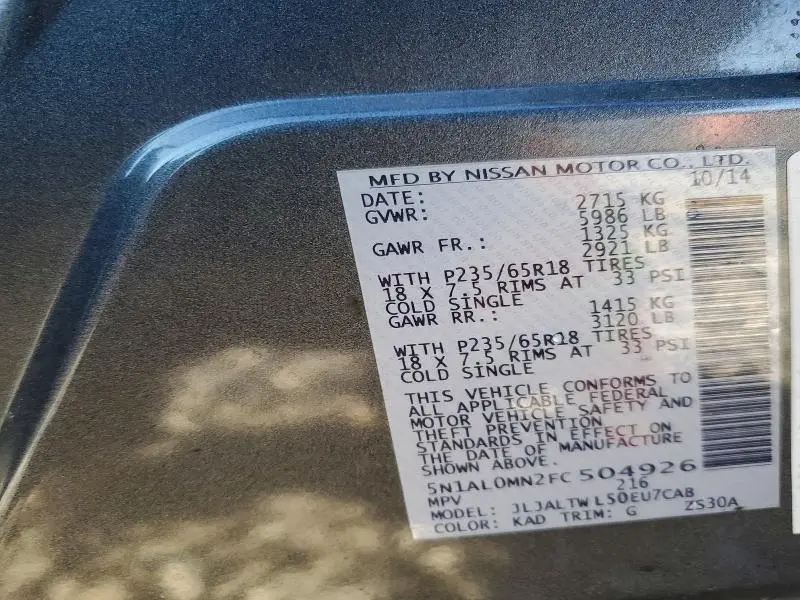 MFD BY NISSAN MOTOR CO., LTD.
DATE: 10/14
GVWR: 2715 KG
5986 LB
GAWR FR.: 1325 KG
2921 LB
WITH P235/65R18 TIRES
18 X 7.5 RIMS AT 33 PSI
COLD SINGLE
GAWR RR.: 1415 KG
3120 LB
WITH P235/65R18 TIRES
18 X 7.5 RIMS AT 33 PSI
COLD SINGLE
THIS VEHICLE CONFORMS TO
ALL APPLICABLE FEDERAL
MOTOR VEHICLE SAFETY AND
THEFT PREVENTION
STANDARDS IN EFFECT ON
THE DATE OF MANUFACTURE
SHOWN ABOVE.
5N1AL0MN2FC504926
MPV 216
MODEL: JLJALTWL50EU7CAB
COLOR: KAD TRIM: G ZS30A